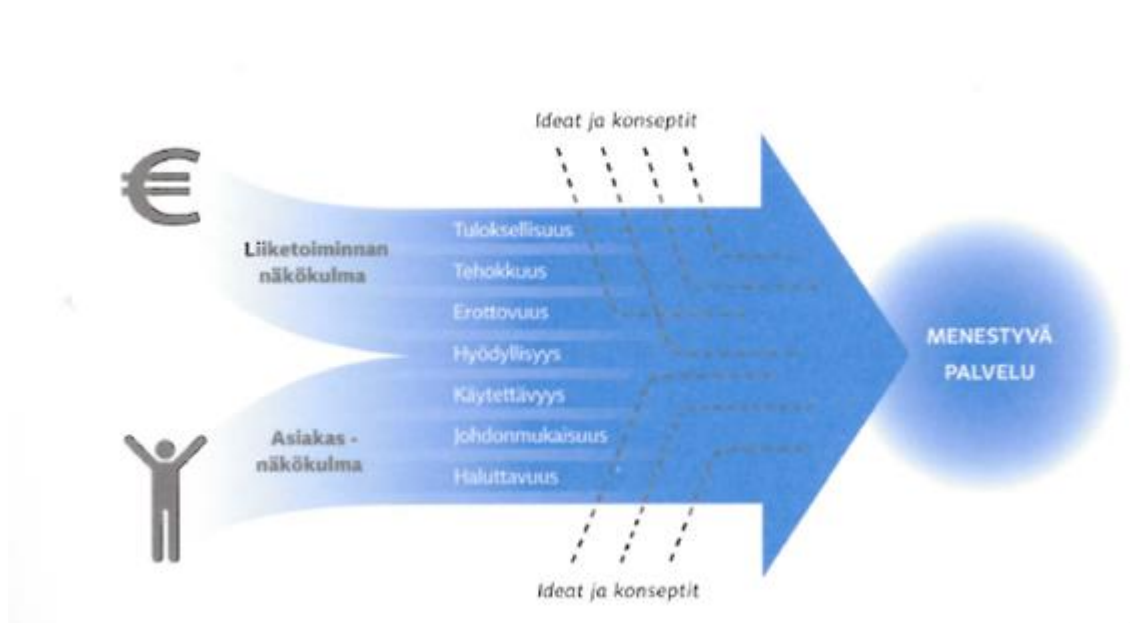 Ideat ja konseptit
€
Liiketoiminnan
näkökulma
Tuloksellisuus
Tehokkuus
Erottovuus
Hyödyllisyys
Käytettävyys
Johdonmukaisuus
Haluttavuus
Asiakas -
näkökulma
MENESTYVÄ
PALVELU
Ideat ja konseptit